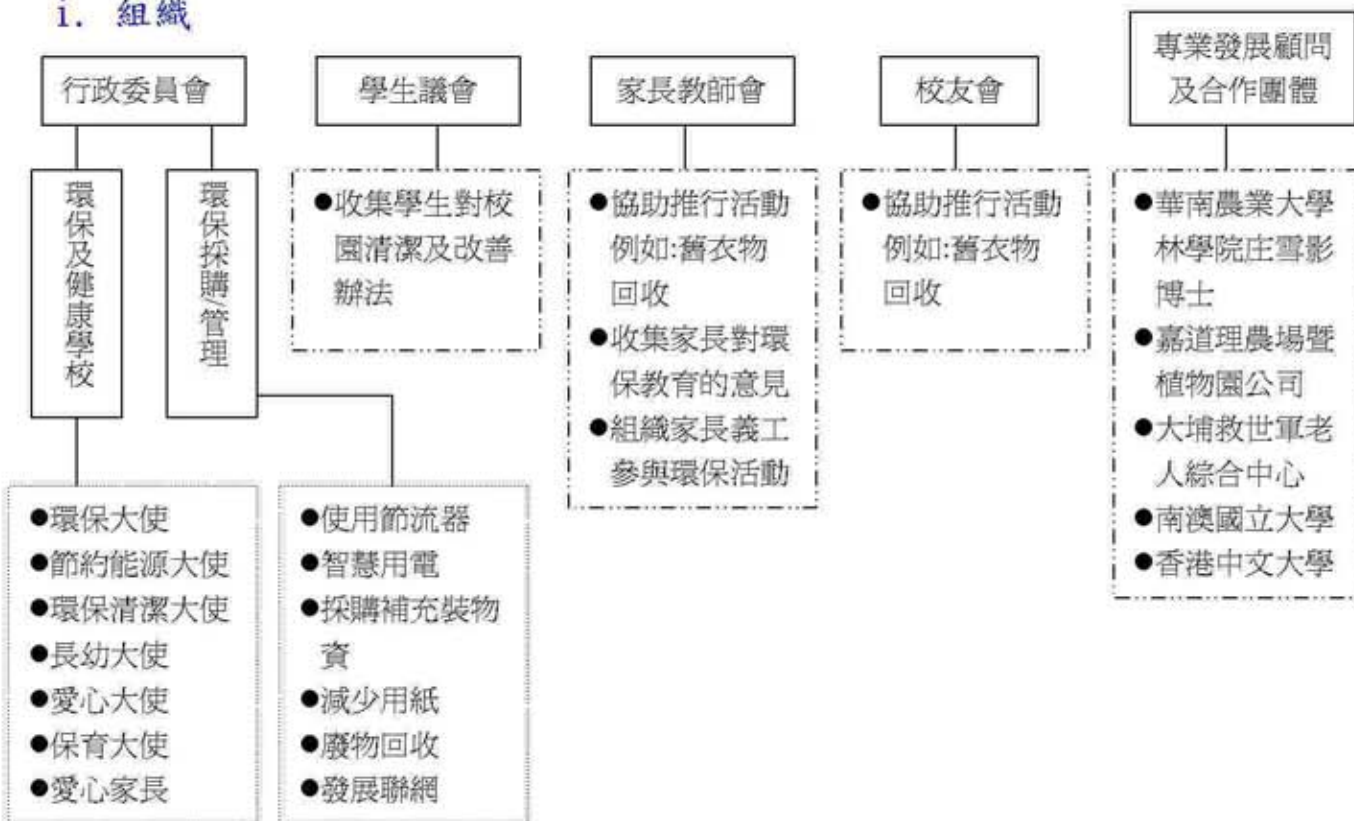 i. 組織
行政委員會
學生議會
家長教師會
校友會
專業發展顧問
及合作團體
環保及健康學校
環保採購/管理
●收集學生對校
園清潔及改善
辦法
●協助推行活動
例如:舊衣物
回收
●收集家長對環
保教育的意見
●組織家長義工
參與環保活動
●協助推行活動
例如:舊衣物
回收
●華南農業大學
林學院庄雪影
博士
●嘉道理農場暨
植物園公司
●大埔救世軍老
人綜合中心
●南澳國立大學
●香港中文大學
●環保大使
●節約能源大使
●環保清潔大使
●長幼大使
●愛心大使
●保育大使
●愛心家長
●使用節流器
●智慧用電
●採購補充裝物
資
●減少用紙
●廢物回收
●發展聯網